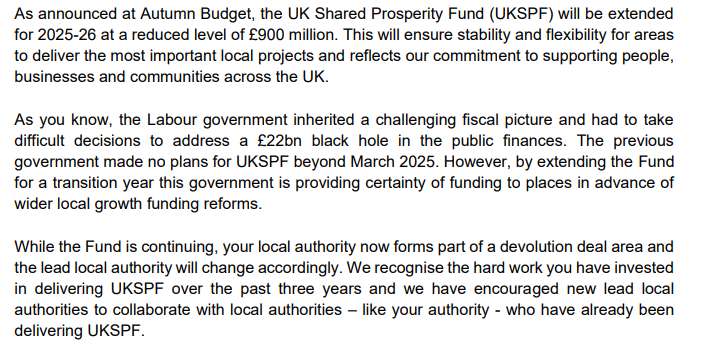 As announced at Autumn Budget, the UK Shared Prosperity Fund (UKSPF) will be extended
for 2025-26 at a reduced level of £900 million. This will ensure stability and flexibility for areas
to deliver the most important local projects and reflects our commitment to supporting people,
businesses and communities across the UK.
As you know, the Labour government inherited a challenging fiscal picture and had to take
difficult decisions to address a £22bn black hole in the public finances. The previous
government made no plans for UKSPF beyond March 2025. However, by extending the Fund
for a transition year this government is providing certainty of funding to places in advance of
wider local growth funding reforms.
While the Fund is continuing, your local authority now forms part of a devolution deal area and
the lead local authority will change accordingly. We recognise the hard work you have invested
in delivering UKSPF over the past three years and we have encouraged new lead local
authorities to collaborate with local authorities – like your authority - who have already been
delivering UKSPF.